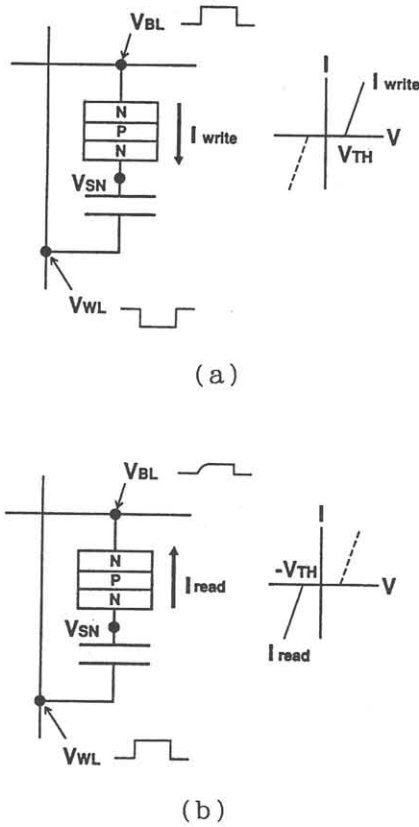 VBL
I
N
I write
P
I write
N
V
VTH
VSN
VWL
(a)
VBL
I
N
-VTH
P
I read
V
N
VSN
I read
VWL
(b)